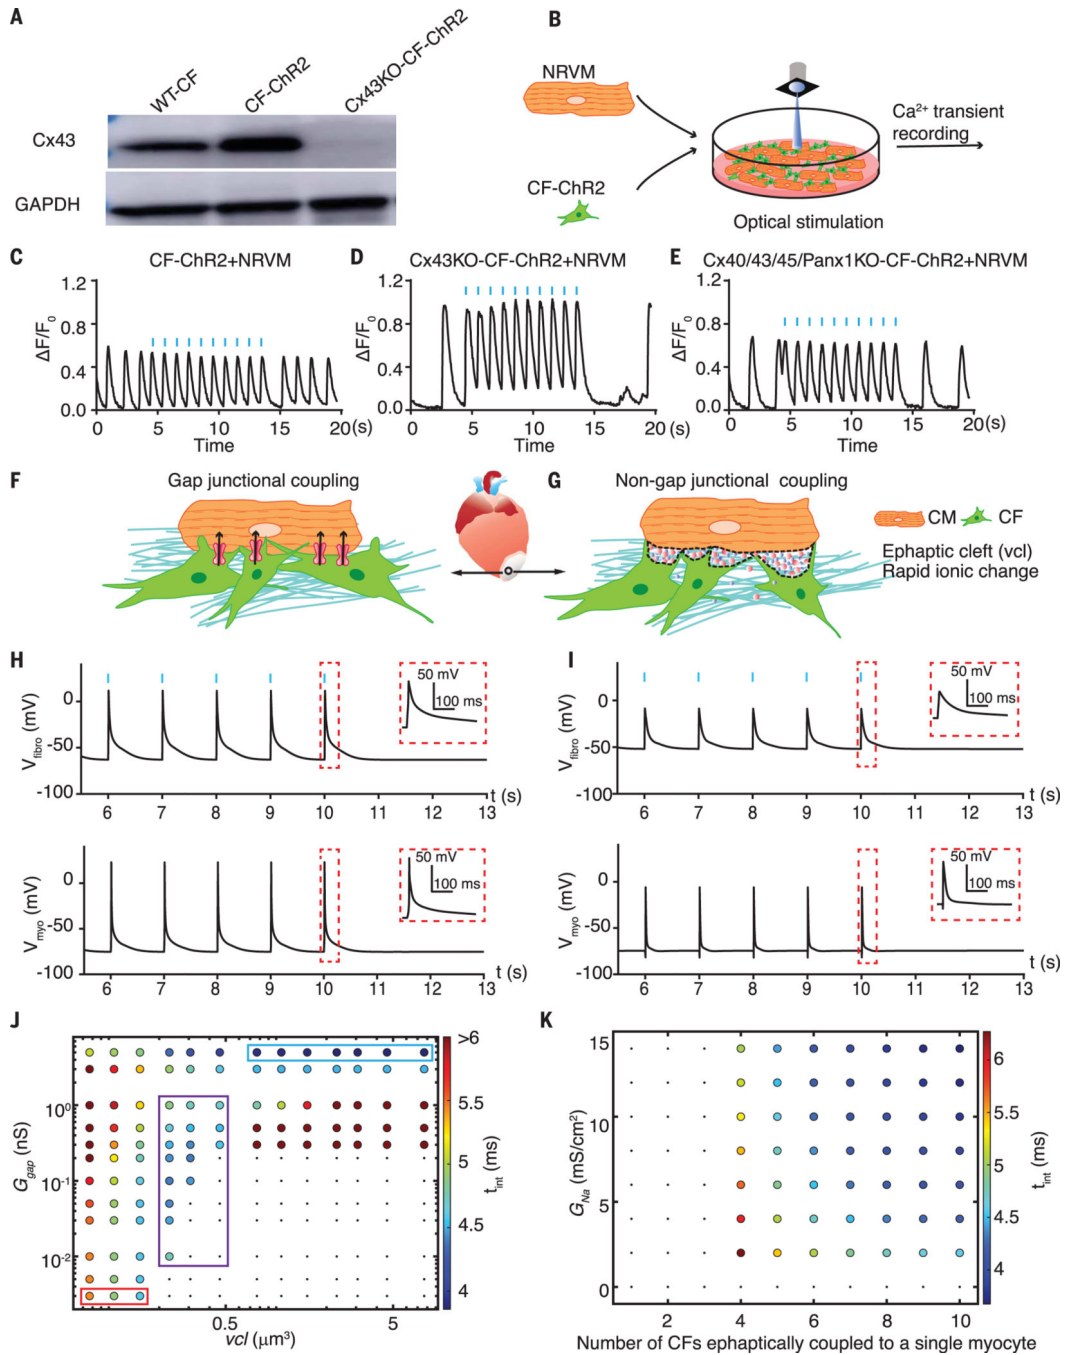 A
WT-CF
CF-ChR2
Cx43KO-CF-ChR2
Cx43
GAPDH
B
NRVM
CF-ChR2
Ca²⁺ transient
recording
Optical stimulation
C
CF-ChR2+NRVM
1.2
0.8
0.4
0.0
ΔF/F₀
0 5 10 15 20 (s)
Time
D
Cx43KO-CF-ChR2+NRVM
1.2
0.8
0.4
0.0
ΔF/F₀
0 5 10 15 20 (s)
Time
E
Cx40/43/45/Panx1KO-CF-ChR2+NRVM
1.2
0.8
0.4
0.0
ΔF/F₀
0 5 10 15 20 (s)
Time
F
Gap junctional coupling
G
Non-gap junctional coupling
CM
CF
Ephaptic cleft (vcl)
Rapid ionic change
H
0
-50
-100
V_fibro (mV)
50 mV
100 ms
6 7 8 9 10 11 12 13
t (s)
0
-50
-100
V_myo (mV)
50 mV
100 ms
6 7 8 9 10 11 12 13
t (s)
I
0
-50
-100
V_fibro (mV)
50 mV
100 ms
6 7 8 9 10 11 12 13
t (s)
0
-50
-100
V_myo (mV)
50 mV
100 ms
6 7 8 9 10 11 12 13
t (s)
J
10⁰
10⁻¹
10⁻²
G_gap (nS)
0.5 5
vcl (μm³)
>6
5.5
5
4.5
4
t_int (ms)
K
15
10
5
0
G_Na (mS/cm²)
2 4 6 8 10
Number of CFs ephaptically coupled to a single myocyte
6
5.5
5
4.5
4
t_int (ms)